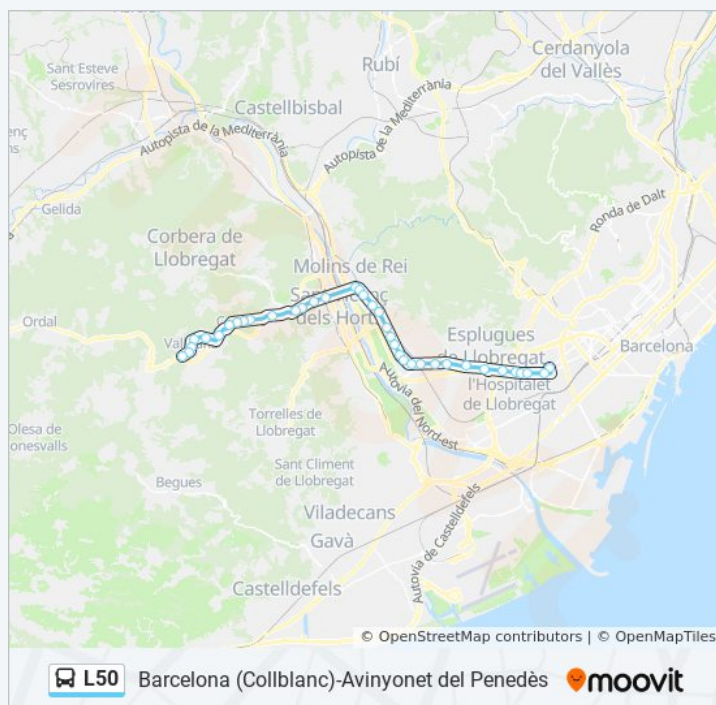 Cerdanyola
del Vallès
Sant Esteve
Sesrovires
Rubí
Castellbisbal
Autopista de la Mediterrània
Autopista de la Mediterrània
Gelida
Ronda de Dalt
Corbera de
Llobregat
Molins de Rei
dels Hort
Ordal
Esplugues
de Llobregat
Barcelona
l'Hospitalet
de Llobregat
Autovia del Nord-est
Torrelles de
Llobregat
Olesa de
onesvalls
Sant Climent
de Llobregat
Begues
Viladecans
Gavà
Autovia de Castelldefels
Castelldefels
© OpenStreetMap contributors | © OpenMapTiles
L50 Barcelona (Collblanc)-Avinyonet del Penedès moovit